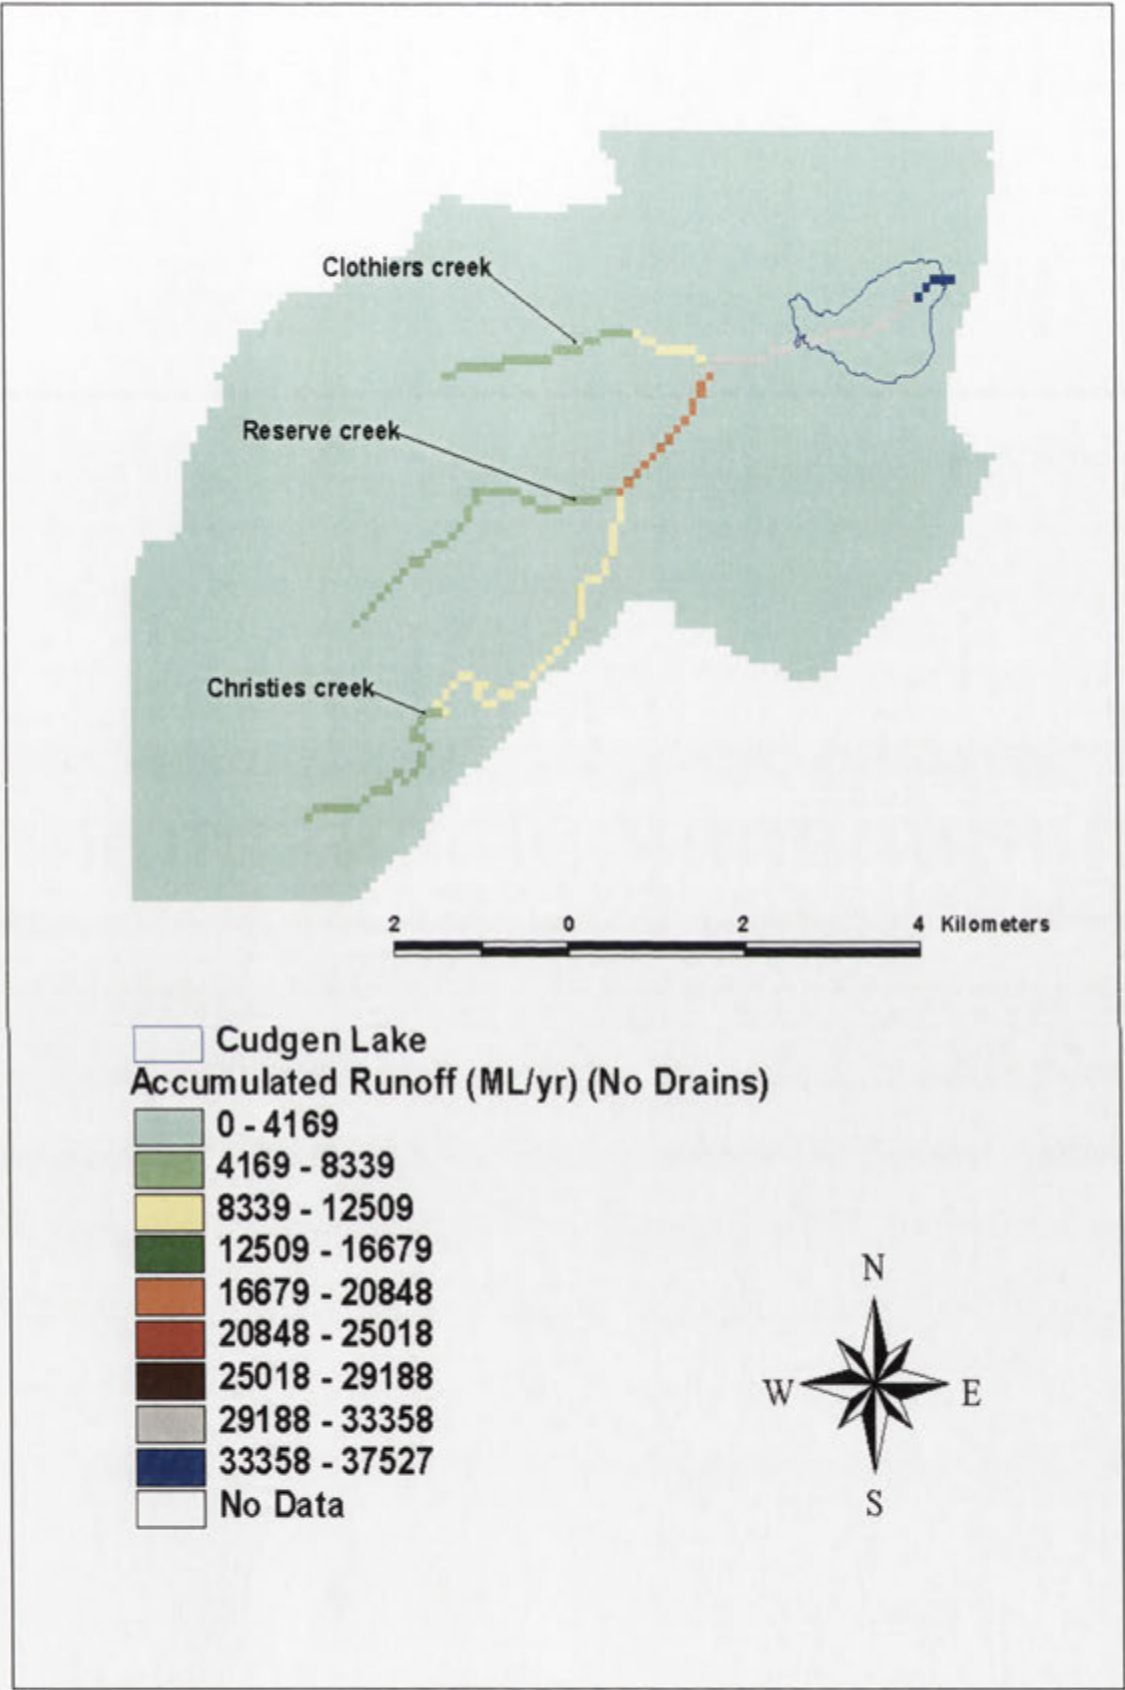 Clothiers creek
Reserve creek
Christies creek
2 0 2 4 Kilometers
Cudgen Lake
Accumulated Runoff (ML/yr) (No Drains)
0 - 4169
4169 - 8339
8339 - 12509
12509 - 16679
16679 - 20848
20848 - 25018
25018 - 29188
29188 - 33358
33358 - 37527
No Data
N
W E
S